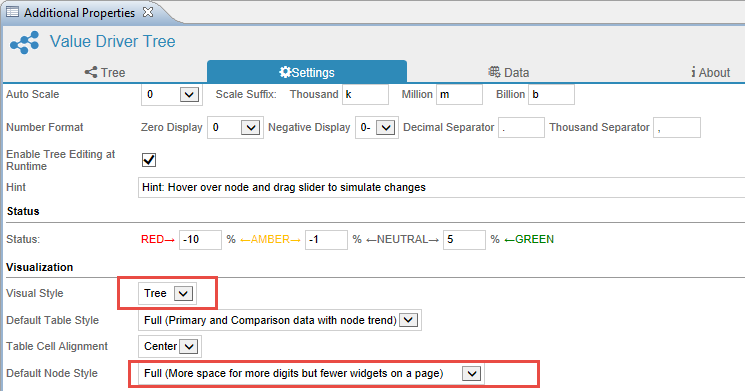 Additional Properties
Value Driver Tree
Tree Settings Data About
Auto Scale 0 Scale Suffix: Thousand k Million m Billion b
Number Format Zero Display 0 Negative Display 0- Decimal Separator . Thousand Separator ,
Enable Tree Editing at
Runtime
Hint Hint: Hover over node and drag slider to simulate changes
Status
Status: RED→ -10 % ←AMBER→ -1 % ←NEUTRAL→ 5 % ←GREEN
Visualization
Visual Style Tree
Default Table Style Full (Primary and Comparison data with node trend)
Table Cell Alignment Center
Default Node Style Full (More space for more digits but fewer widgets on a page)